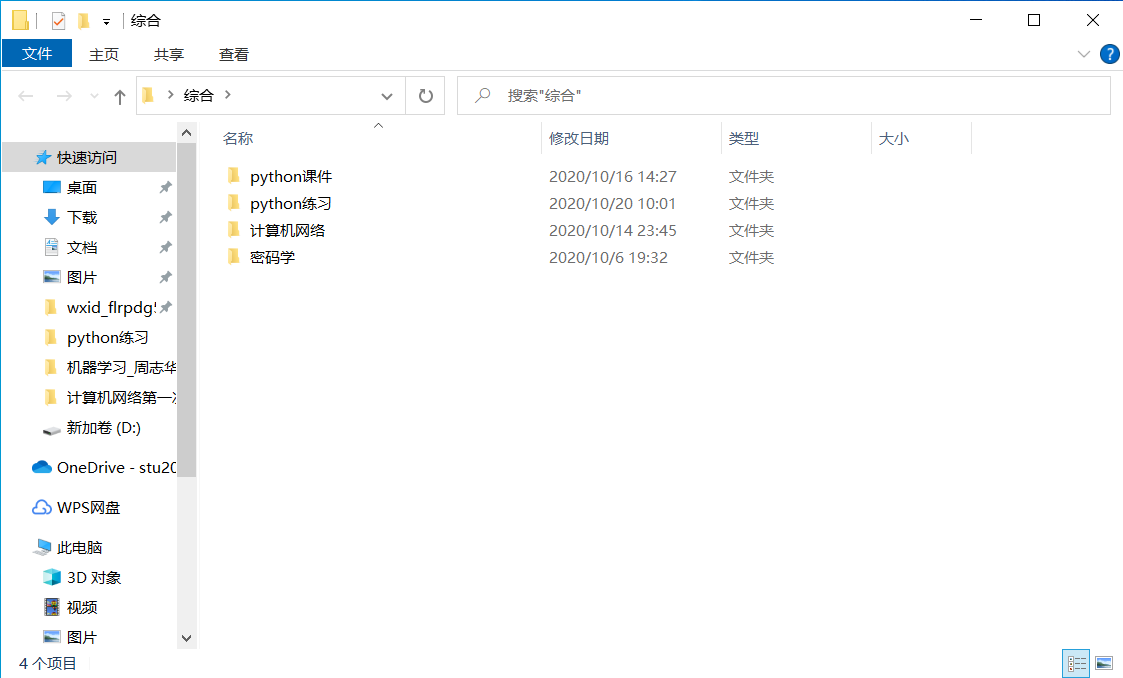 综合
文件 主页 共享 查看
综合 搜索"综合"
名称 修改日期 类型 大小
快速访问
桌面
下载
文档
图片
wxid_flrpdg!
python练习
机器学习_周志华
计算机网络第一次
新加卷 (D:)
OneDrive - stu20
WPS网盘
此电脑
3D 对象
视频
图片
python课件 2020/10/16 14:27 文件夹
python练习 2020/10/20 10:01 文件夹
计算机网络 2020/10/14 23:45 文件夹
密码学 2020/10/6 19:32 文件夹
4 个项目